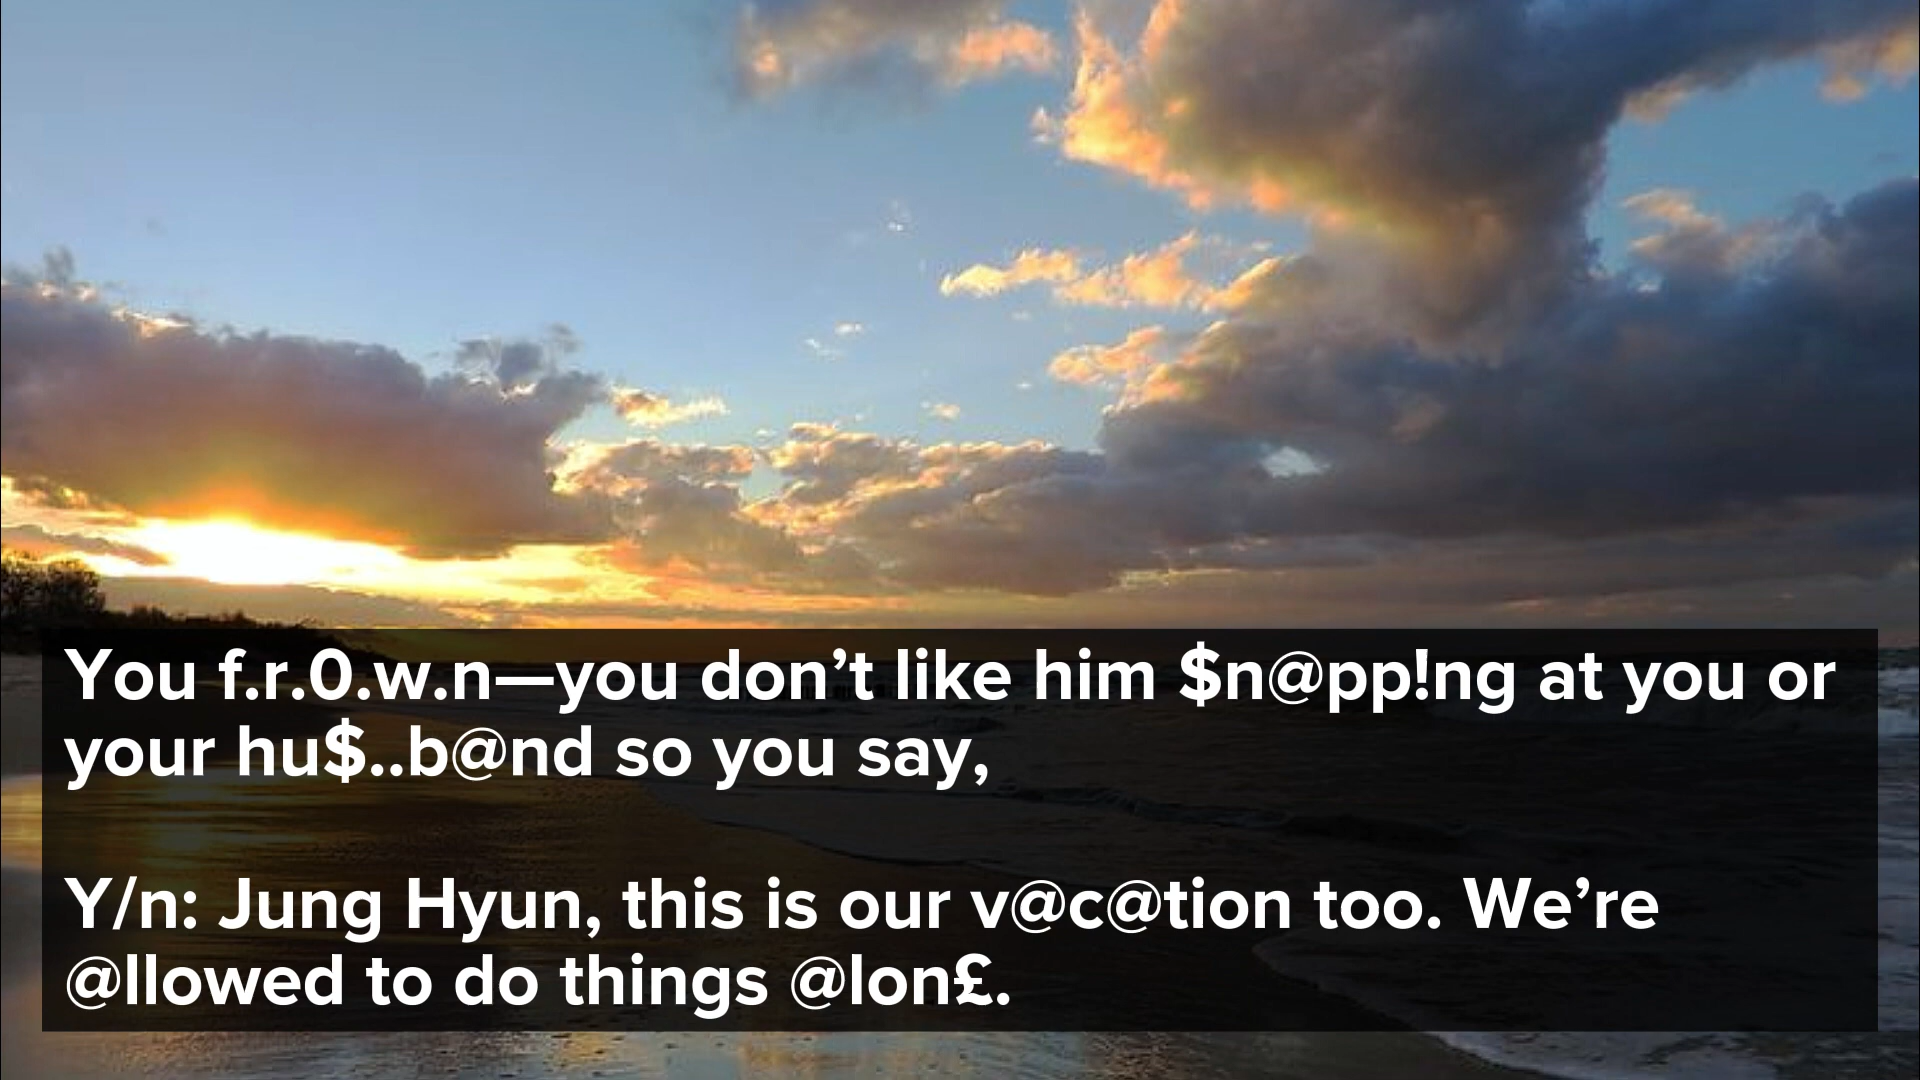 You f.r.0.w.n—you don’t like him $n@pp!ng at you or
your hu$..b@nd so you say,
Y/n: Jung Hyun, this is our v@c@tion too. We’re
@llowed to do things @lon£.